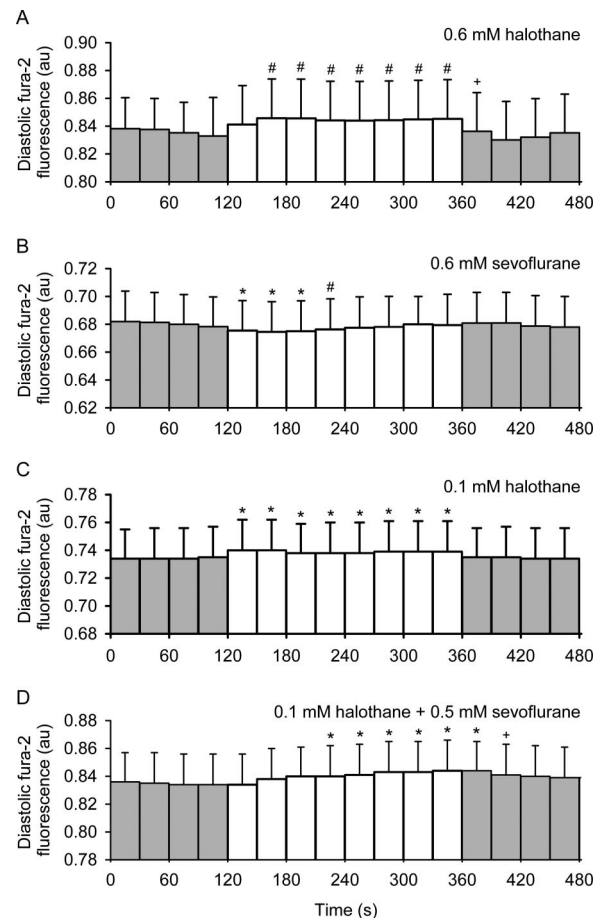 A
0.6 mM halothane
Diastolic fura-2
fluorescence (au)
0.90
0.88
0.86
0.84
0.82
0.80
# # # # # # # +
0 60 120 180 240 300 360 420 480
B
0.6 mM sevoflurane
Diastolic fura-2
fluorescence (au)
0.72
0.70
0.68
0.66
0.64
0.62
* * * #
0 60 120 180 240 300 360 420 480
C
0.1 mM halothane
Diastolic fura-2
fluorescence (au)
0.78
0.76
0.74
0.72
0.70
0.68
* * * * * * * *
0 60 120 180 240 300 360 420 480
D
0.1 mM halothane + 0.5 mM sevoflurane
Diastolic fura-2
fluorescence (au)
0.88
0.86
0.84
0.82
0.80
0.78
* * * * * * +
0 60 120 180 240 300 360 420 480
Time (s)